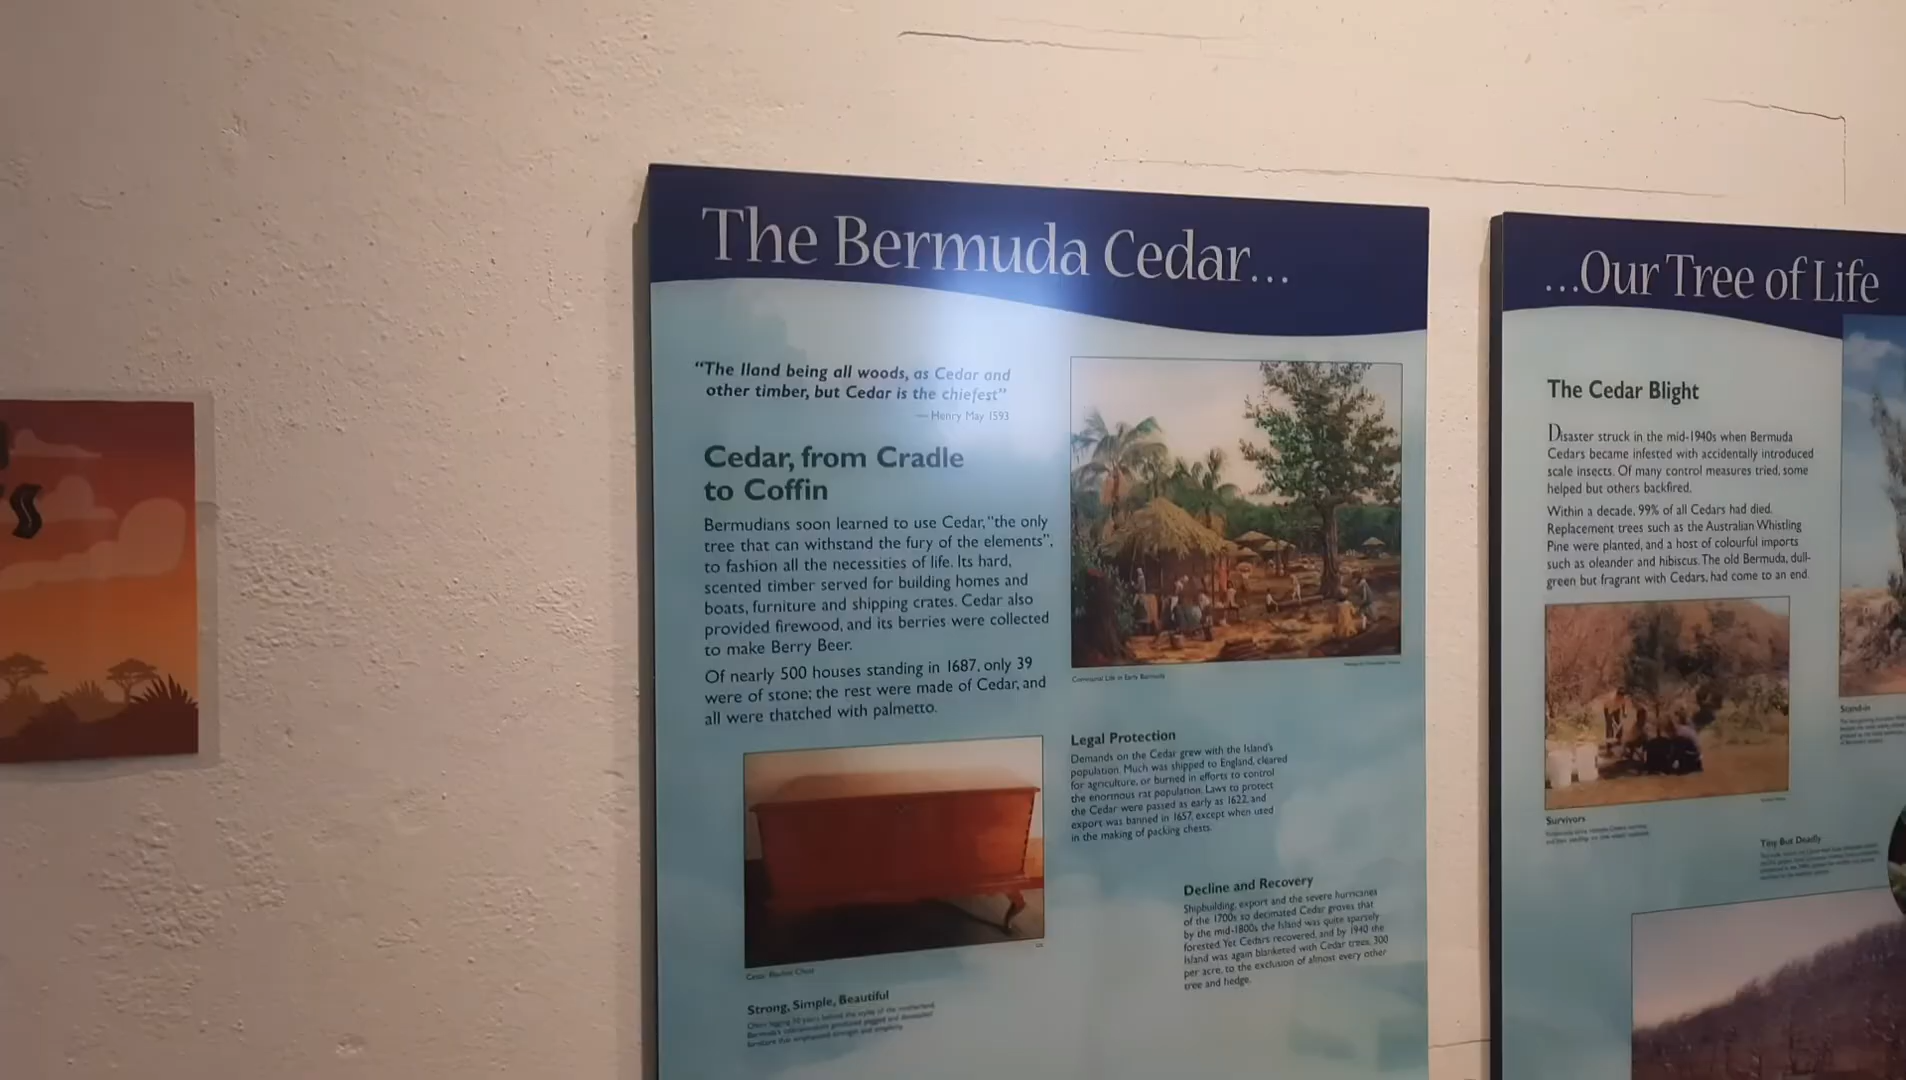 S
The Bermuda Cedar...
"The Iland being all woods, as Cedar and
other timber, but Cedar is the chiefest"
— Henry May 1593
Cedar, from Cradle
to Coffin
Bermudians soon learned to use Cedar, "the only
tree that can withstand the fury of the elements",
to fashion all the necessities of life. Its hard,
scented timber served for building homes and
boats, furniture and shipping crates. Cedar also
provided firewood, and its berries were collected
to make Berry Beer.
Of nearly 500 houses standing in 1687, only 39
were of stone; the rest were made of Cedar, and
all were thatched with palmetto.
Strong, Simple, Beautiful
Communal Life in Early Bermuda
Legal Protection
Demands on the Cedar grew with the Island's
population. Much was shipped to England, cleared
for agriculture, or burned in efforts to control
the enormous rat population. Laws to protect
the Cedar were passed as early as 1622, and
export was banned in 1657, except when used
in the making of packing chests.
Decline and Recovery
Shipbuilding, export and the severe hurricanes
of the 1700s so decimated Cedar groves that
by the mid-1800s the Island was quite sparsely
forested. Yet Cedars recovered, and by 1940 the
Island was again blanketed with Cedar trees, 300
per acre, to the exclusion of almost every other
tree and hedge.
...Our Tree of Life
The Cedar Blight
Disaster struck in the mid-1940s when Bermuda
Cedars became infested with accidentally introduced
scale insects. Of many control measures tried, some
helped but others backfired.
Within a decade, 99% of all Cedars had died.
Replacement trees such as the Australian Whistling
Pine were planted, and a host of colourful imports
such as oleander and hibiscus. The old Bermuda, dull-
green but fragrant with Cedars, had come to an end.
Survivors
Tiny But Deadly
Stand-in